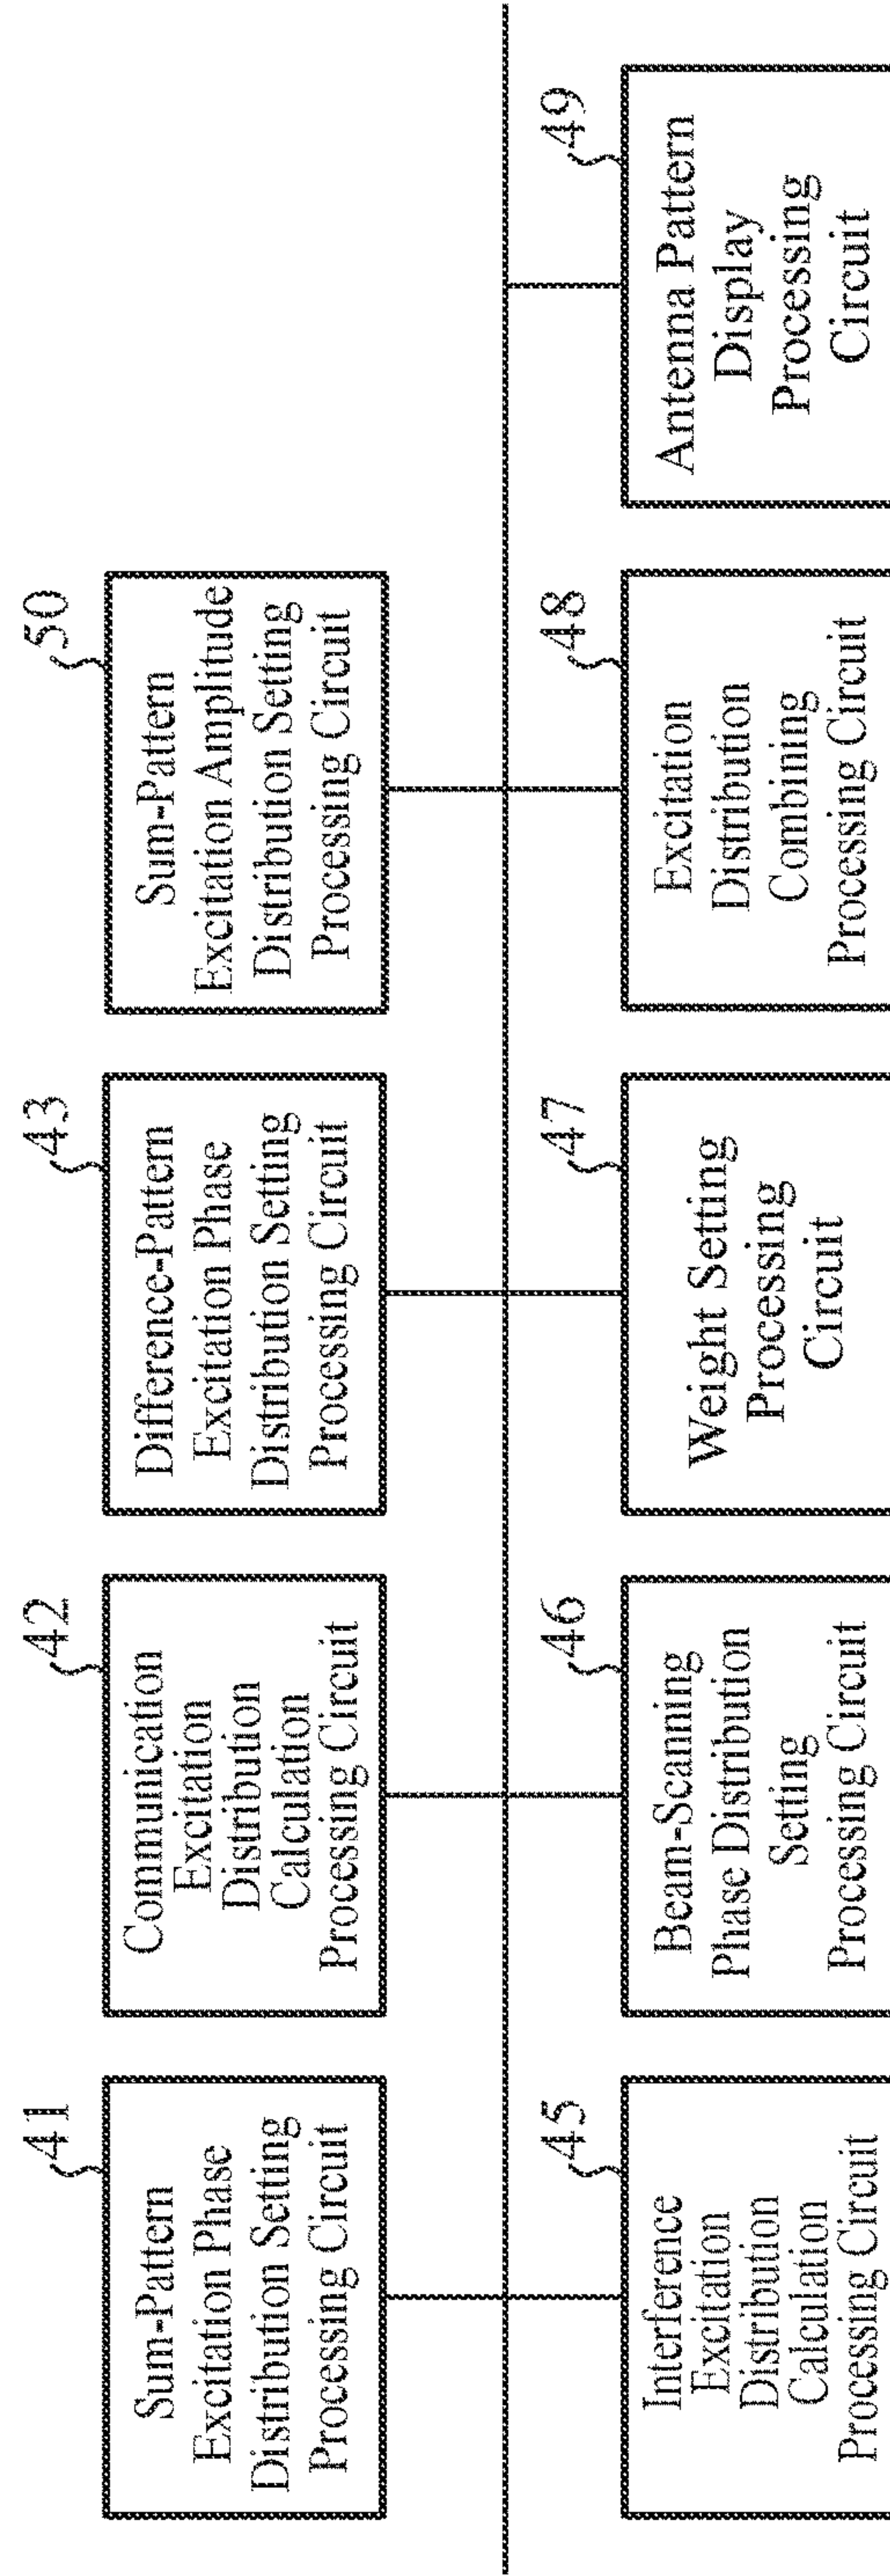 41
Sum-Pattern
Excitation Phase
Distribution Setting
Processing Circuit
42
Communication
Excitation
Distribution
Calculation
Processing Circuit
43
Difference-Pattern
Excitation Phase
Distribution Setting
Processing Circuit
50
Sum-Pattern
Excitation Amplitude
Distribution Setting
Processing Circuit
45
Interference
Excitation
Distribution
Calculation
Processing Circuit
46
Beam-Scanning
Phase Distribution
Setting
Processing Circuit
47
Weight Setting
Processing
Circuit
48
Excitation
Distribution
Combining
Processing Circuit
49
Antenna Pattern
Display
Processing
Circuit